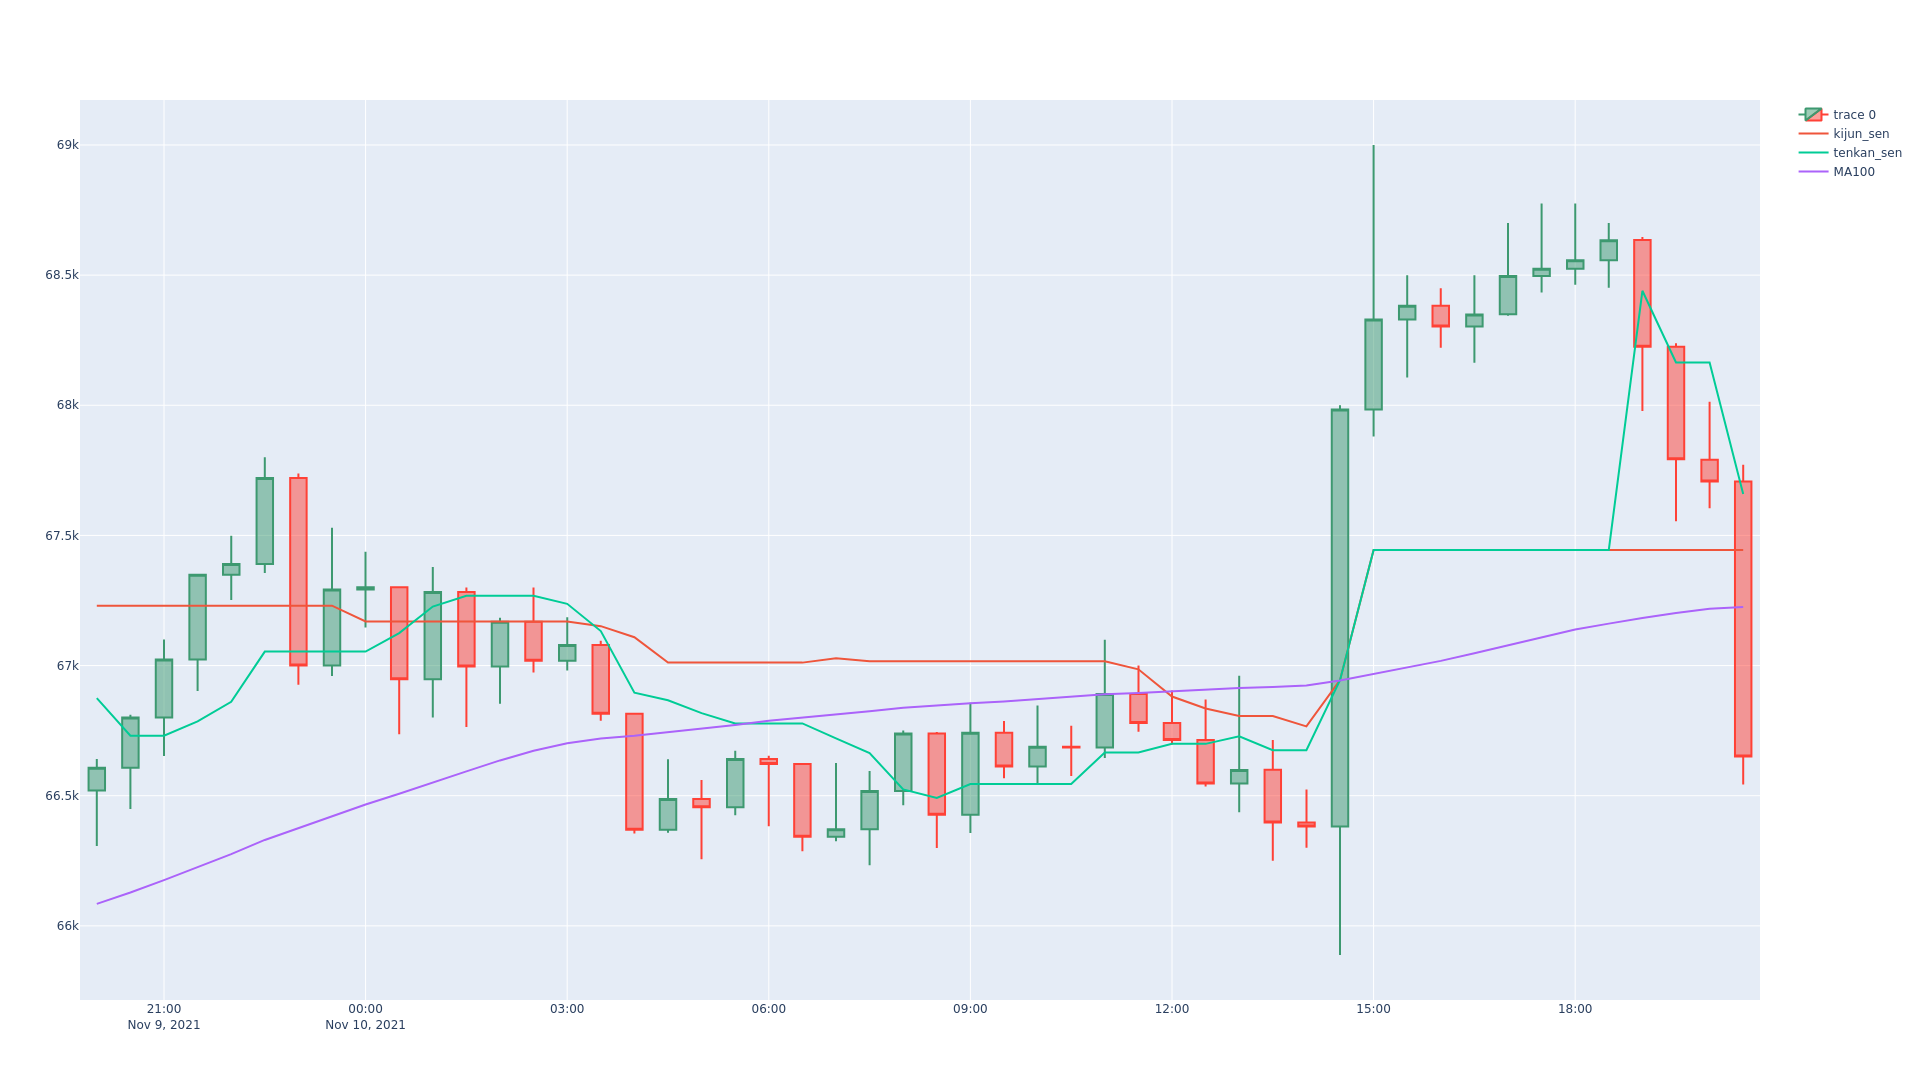 trace 0
kijun_sen
tenkan_sen
MA100
69k
68.5k
68k
67.5k
67k
66.5k
66k
21:00 00:00 03:00 06:00 09:00 12:00 15:00 18:00
Nov 9, 2021 Nov 10, 2021